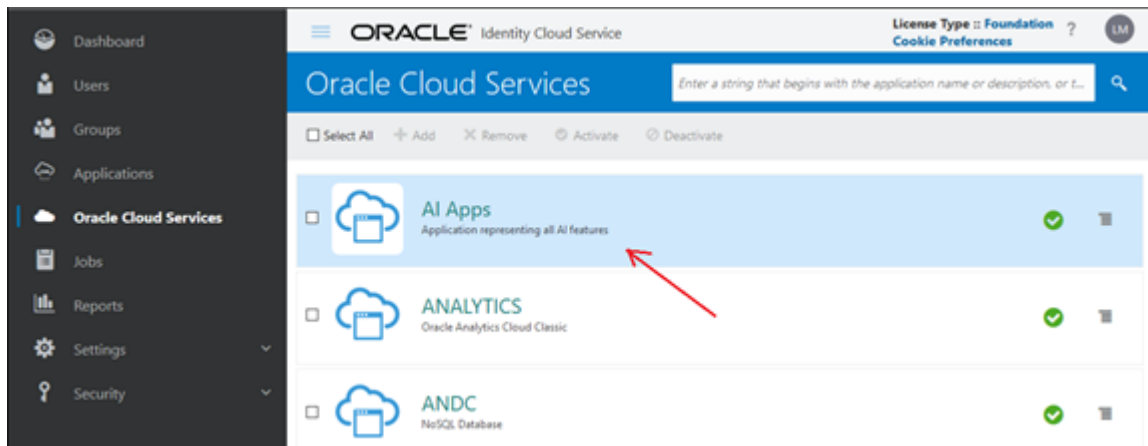 Dashboard
Users
Groups
Applications
Oracle Cloud Services
Jobs
Reports
Settings
Security
ORACLE® Identity Cloud Service
License Type :: Foundation ?
Cookie Preferences
LM
Oracle Cloud Services
Enter a string that begins with the application name or description, or t...
Select All
Add
Remove
Activate
Deactivate
AI Apps
Application representing all AI features
ANALYTICS
Oracle Analytics Cloud Classic
ANDC
NoSQL Database